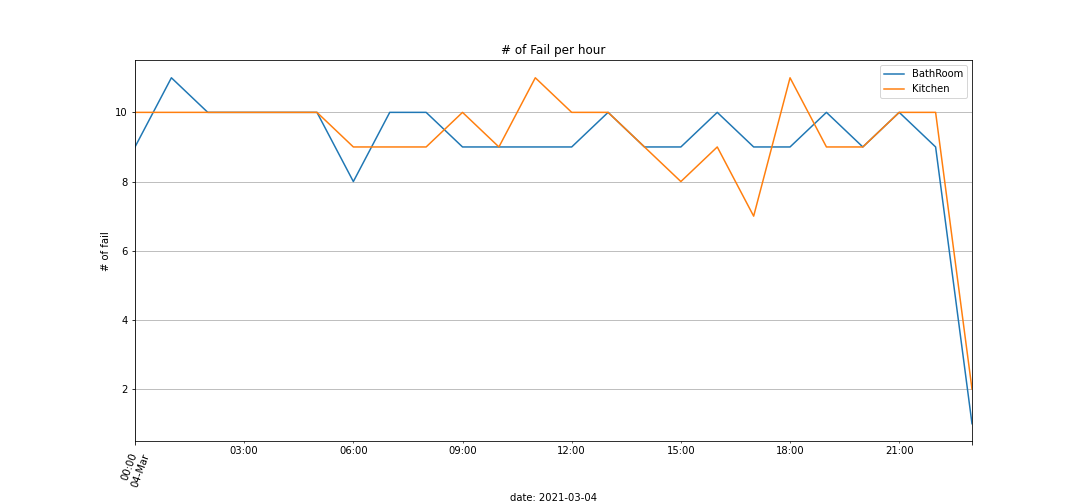 # of Fail per hour
BathRoom
Kitchen
# of fail
10
8
6
4
2
00:00
04-Mar
03:00
06:00
09:00
12:00
15:00
18:00
21:00
date: 2021-03-04